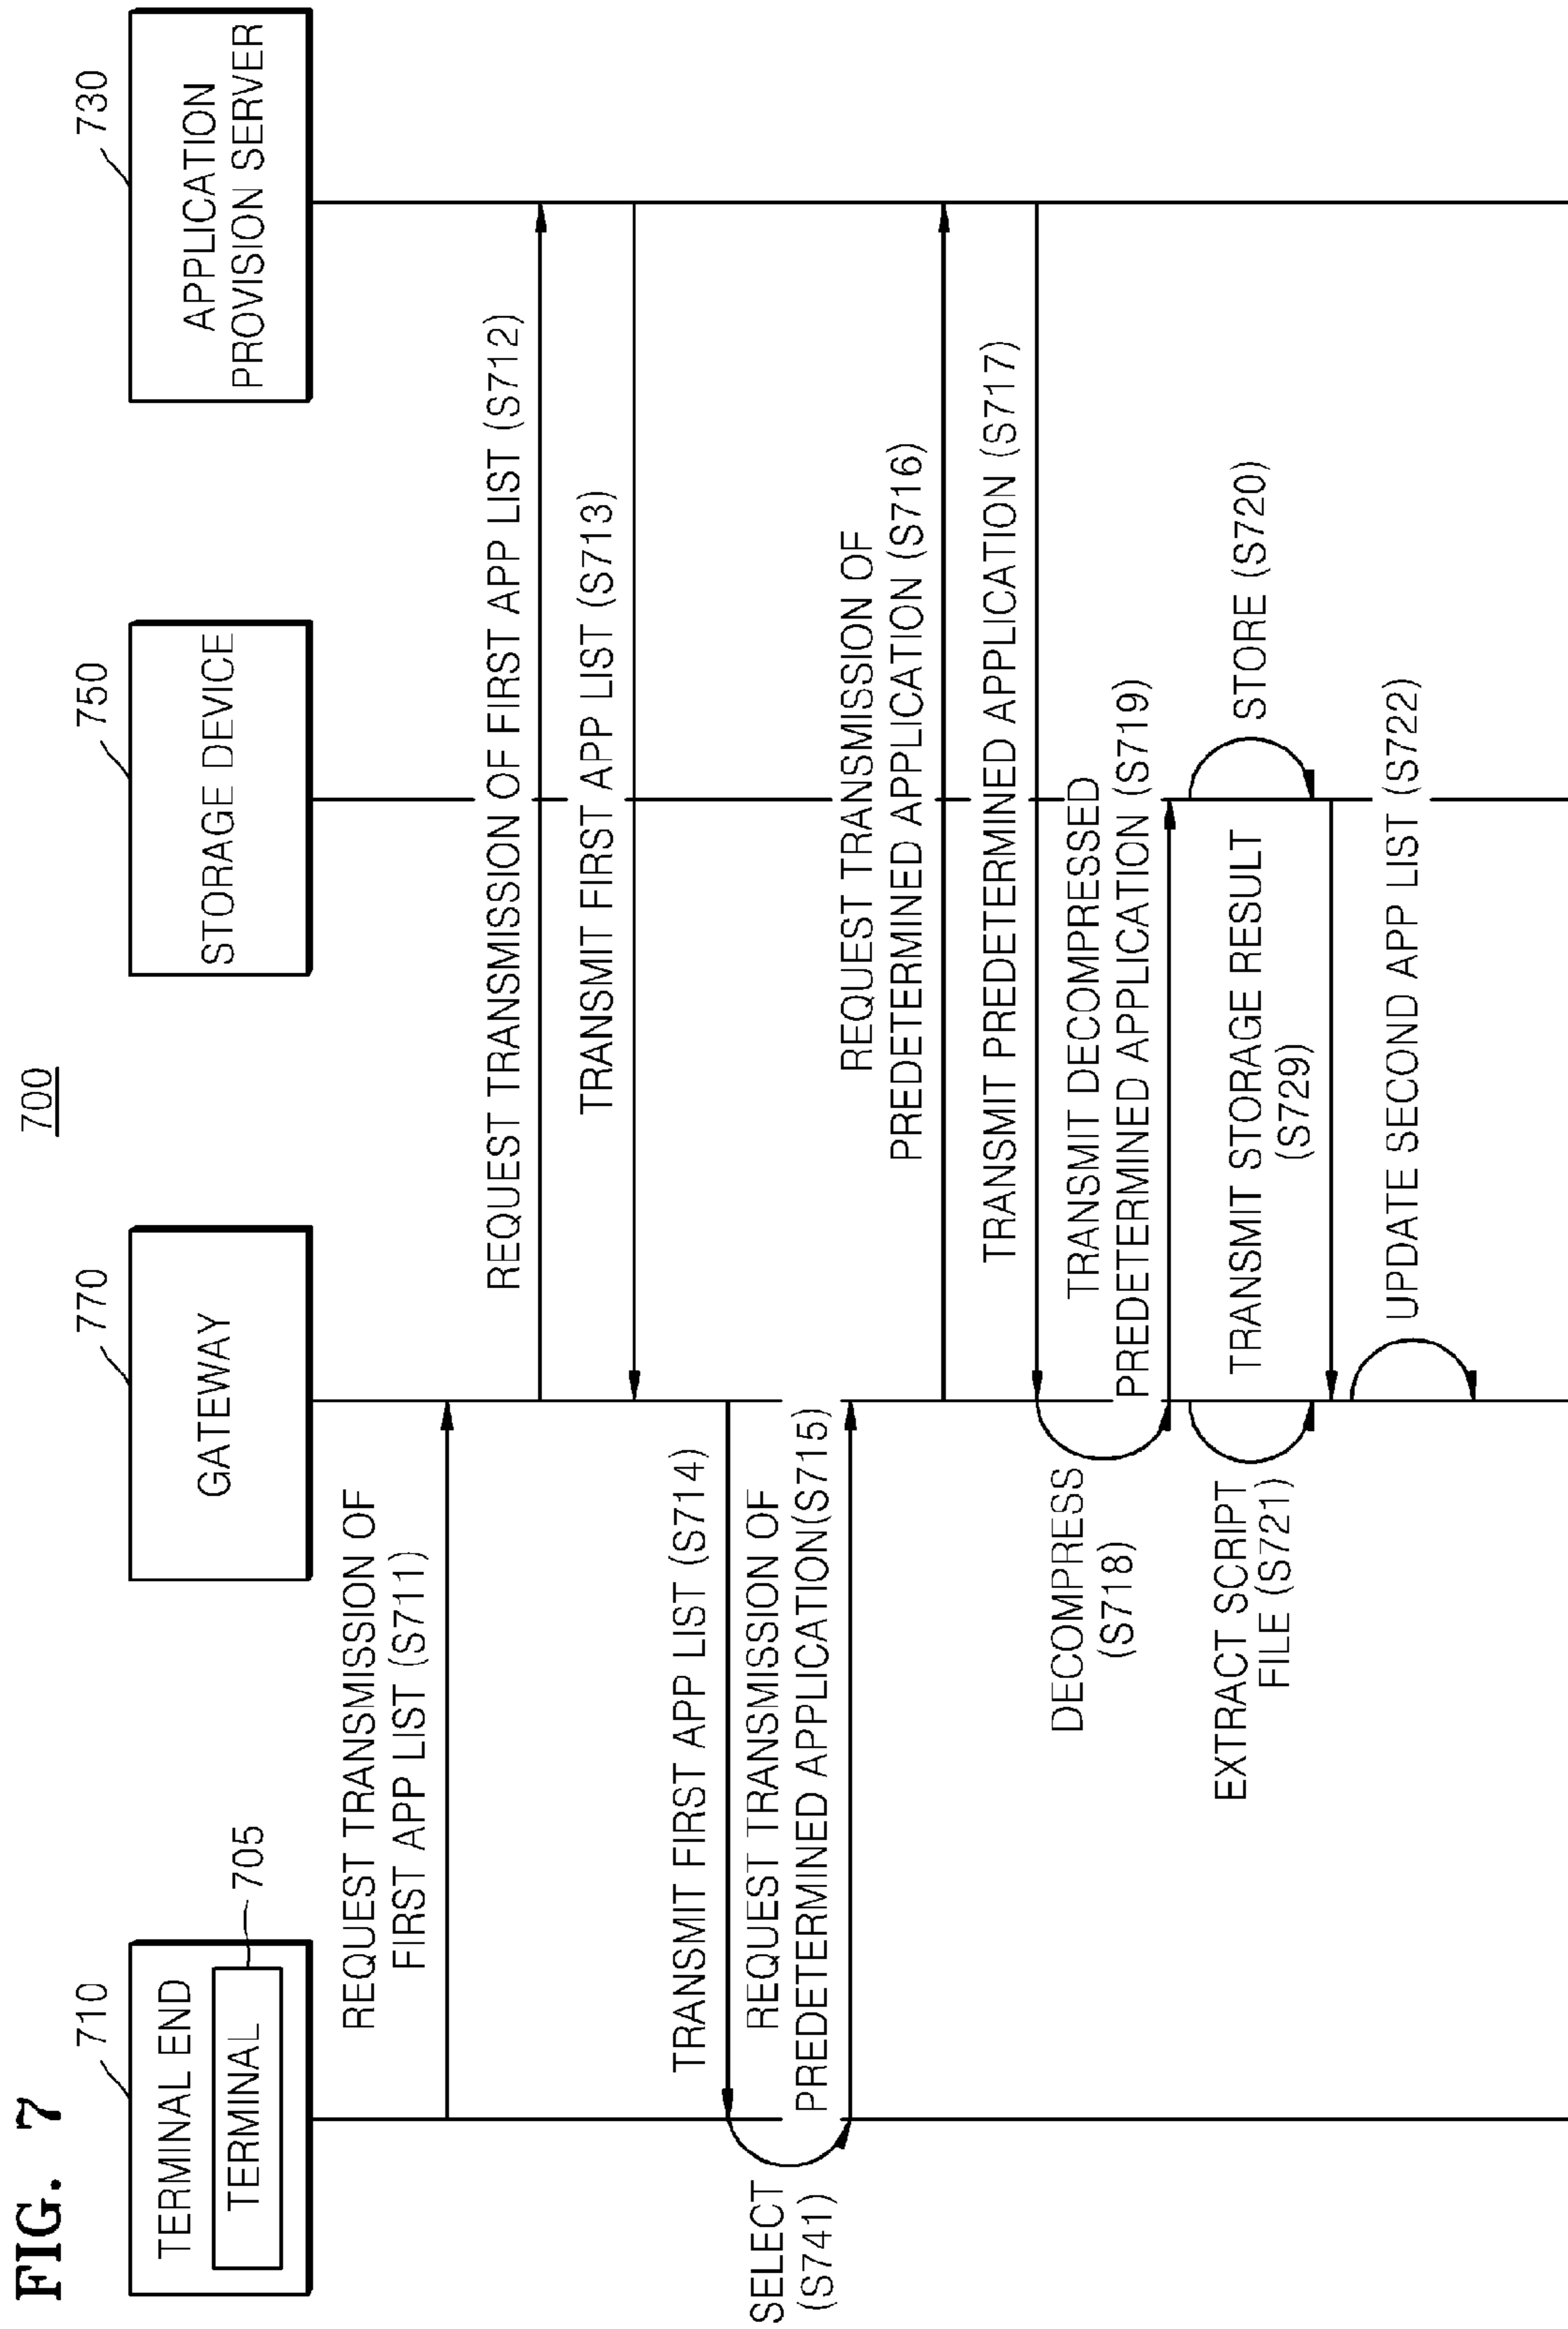 FIG. 7
700
710
TERMINAL END
TERMINAL
705
770
GATEWAY
750
STORAGE DEVICE
730
APPLICATION
PROVISION SERVER
REQUEST TRANSMISSION OF
FIRST APP LIST (S711)
REQUEST TRANSMISSION OF FIRST APP LIST (S712)
TRANSMIT FIRST APP LIST (S713)
TRANSMIT FIRST APP LIST (S714)
SELECT
(S741)
REQUEST TRANSMISSION OF
PREDETERMINED APPLICATION(S715)
REQUEST TRANSMISSION OF
PREDETERMINED APPLICATION (S716)
TRANSMIT PREDETERMINED APPLICATION (S717)
DECOMPRESS
(S718)
TRANSMIT DECOMPRESSED
PREDETERMINED APPLICATION (S719)
STORE (S720)
EXTRACT SCRIPT
FILE (S721)
TRANSMIT STORAGE RESULT
(S729)
UPDATE SECOND APP LIST (S722)